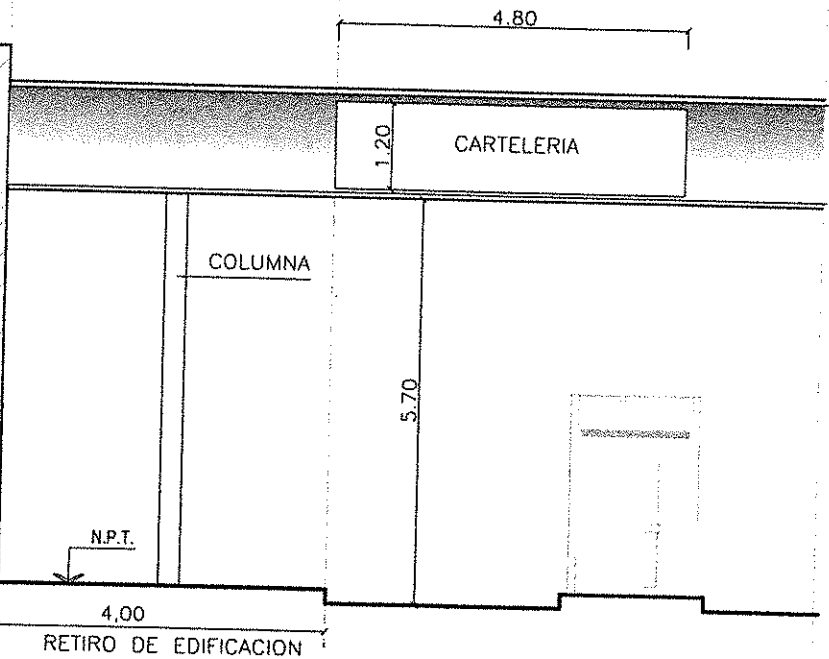 4.80
1.20
CARTELERIA
COLUMNA
5.70
N.P.T.
4,00
RETIRO DE EDIFICACION